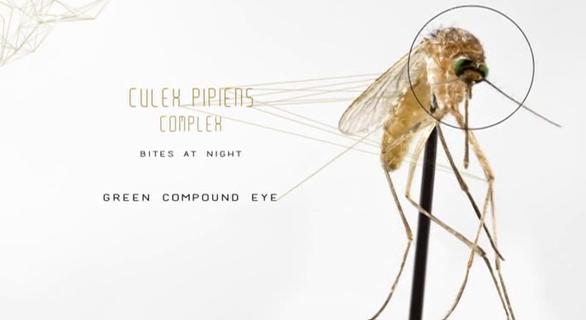 CULEX PIPIENS
COMPLEX
BITES AT NIGHT
GREEN COMPOUND EYE